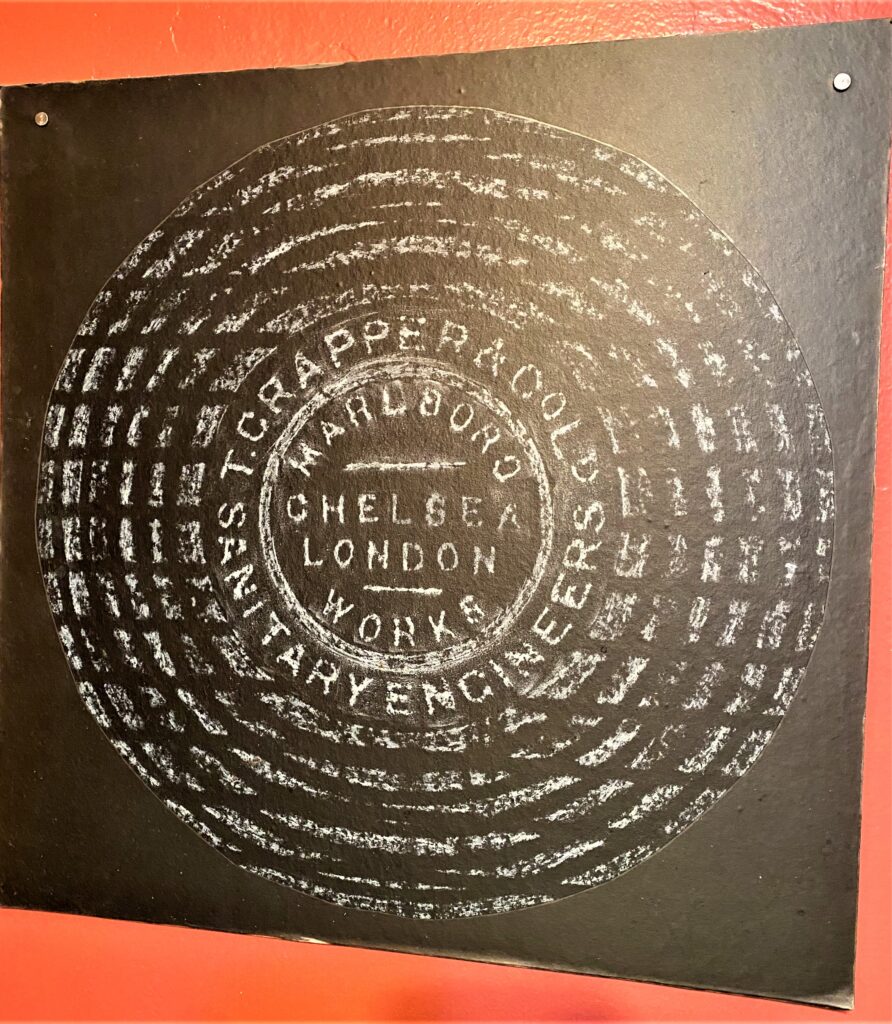 T. CRAPPER & CO LD
SANITARY ENGINEERS
MARLBORO
CHELSEA
LONDON
WORKS